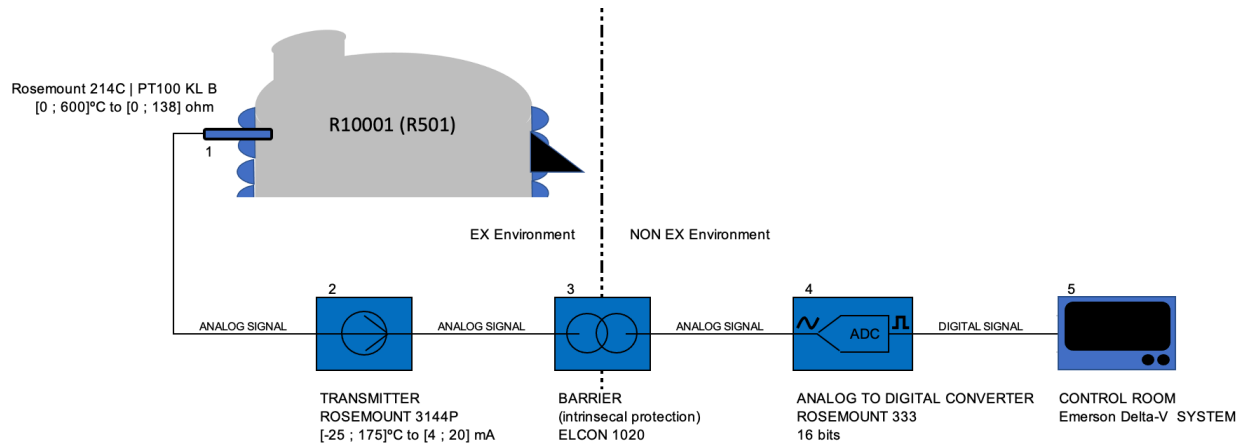 Rosemount 214C | PT100 KL B
[0 ; 600]ºC to [0 ; 138] ohm
1
R10001 (R501)
EX Environment
NON EX Environment
2
3
4
5
ANALOG SIGNAL
ANALOG SIGNAL
ANALOG SIGNAL
ADC
DIGITAL SIGNAL
TRANSMITTER
ROSEMOUNT 3144P
[-25 ; 175]ºC to [4 ; 20] mA
BARRIER
(intrinsecal protection)
ELCON 1020
ANALOG TO DIGITAL CONVERTER
ROSEMOUNT 333
16 bits
CONTROL ROOM
Emerson Delta-V SYSTEM